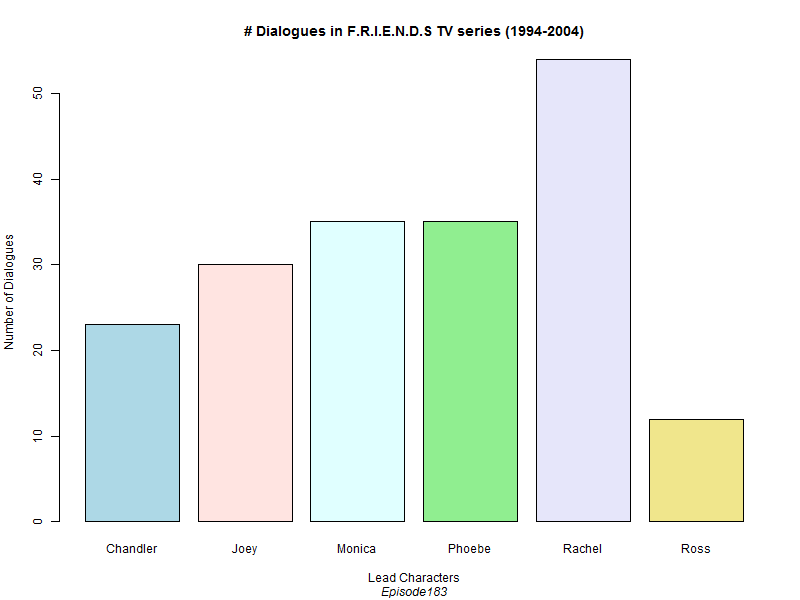 # Dialogues in F.R.I.E.N.D.S TV series (1994-2004)
Number of Dialogues
50
40
30
20
10
0
Chandler Joey Monica Phoebe Rachel Ross
Lead Characters
Episode183